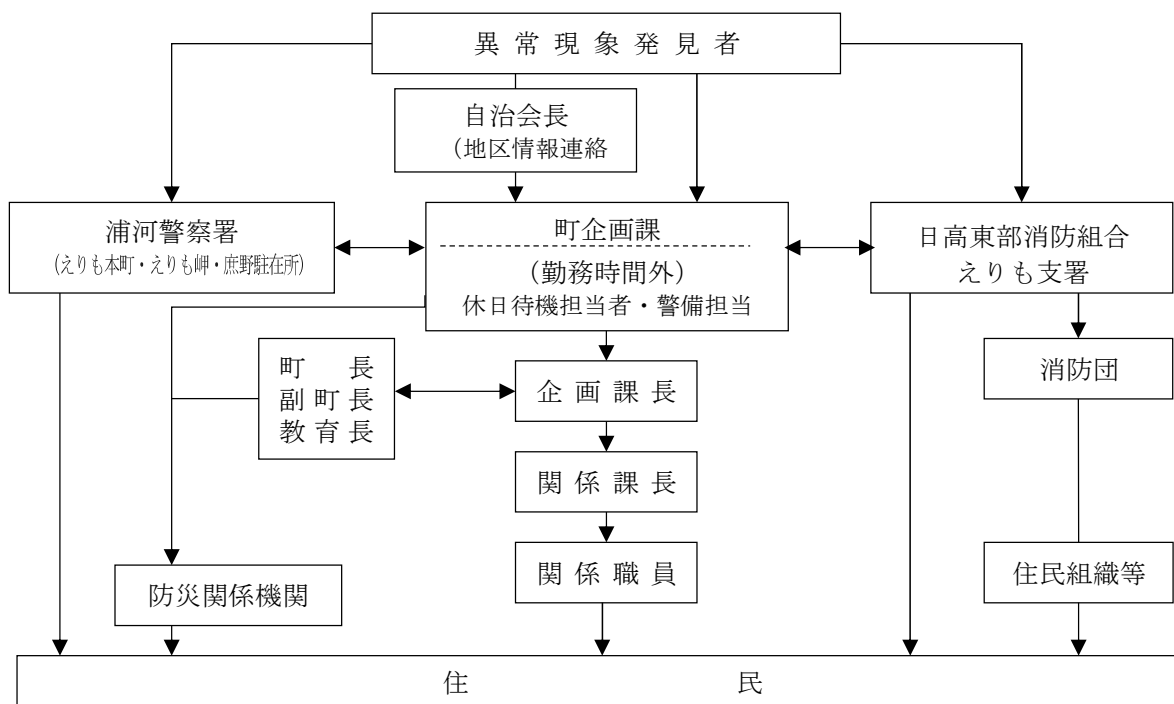 異 常 現 象 発 見 者
自治会長
（地区情報連絡
浦河警察署
（えりも本町・えりも岬・庶野駐在所）
町企画課
（勤務時間外）
休日待機担当者・警備担当
日高東部消防組合
えりも支署
町　　長
副 町 長
教 育 長
企 画 課 長
消防団
関 係 課 長
防災関係機関
関 係 職 員
住民組織等
住　　　　　　　　民